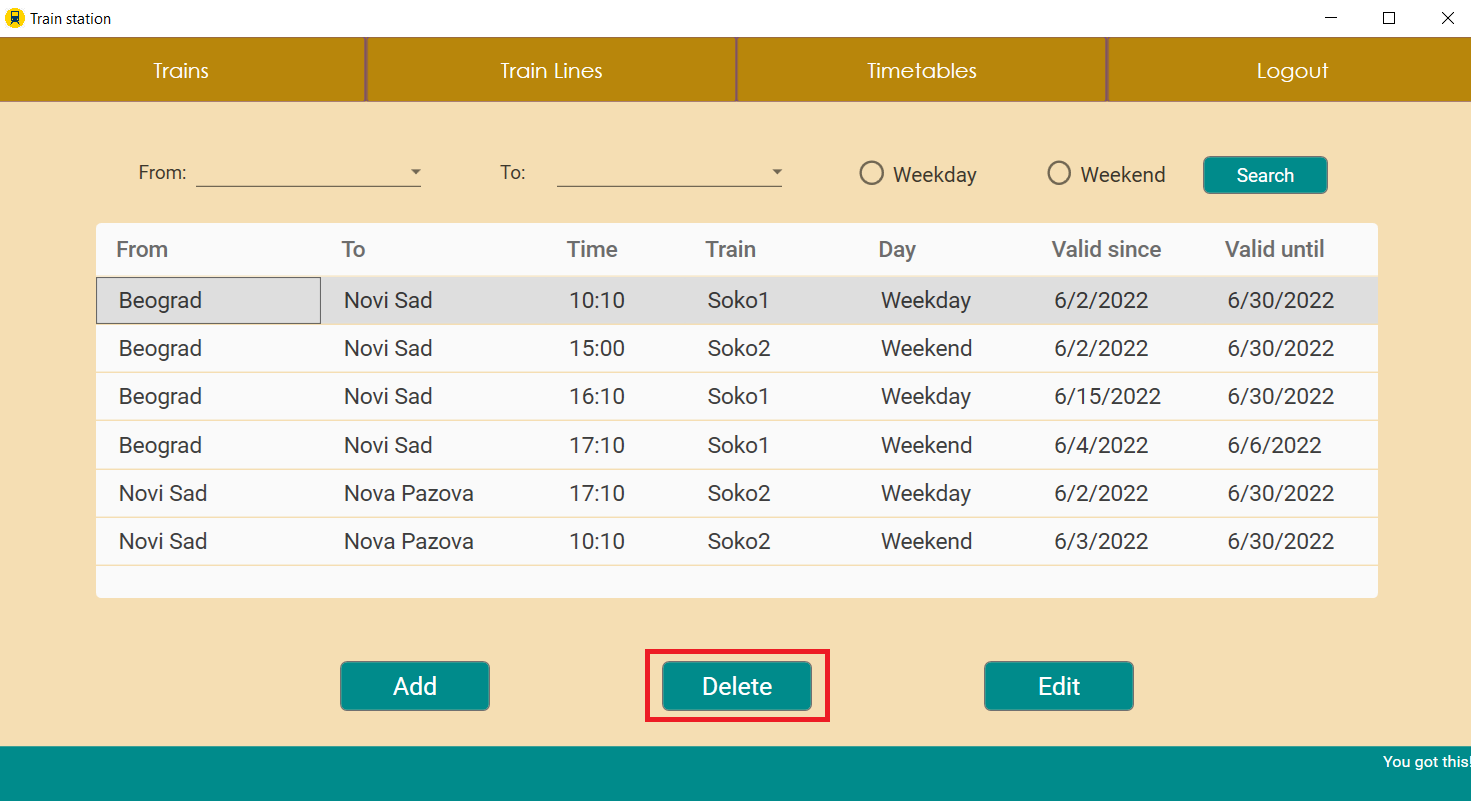 Train station
Trains Train Lines Timetables Logout
From: To: Weekday Weekend Search
From To Time Train Day Valid since Valid until
Beograd Novi Sad 10:10 Soko1 Weekday 6/2/2022 6/30/2022
Beograd Novi Sad 15:00 Soko2 Weekend 6/2/2022 6/30/2022
Beograd Novi Sad 16:10 Soko1 Weekday 6/15/2022 6/30/2022
Beograd Novi Sad 17:10 Soko1 Weekend 6/4/2022 6/6/2022
Novi Sad Nova Pazova 17:10 Soko2 Weekday 6/2/2022 6/30/2022
Novi Sad Nova Pazova 10:10 Soko2 Weekend 6/3/2022 6/30/2022
Add Delete Edit
You got this!